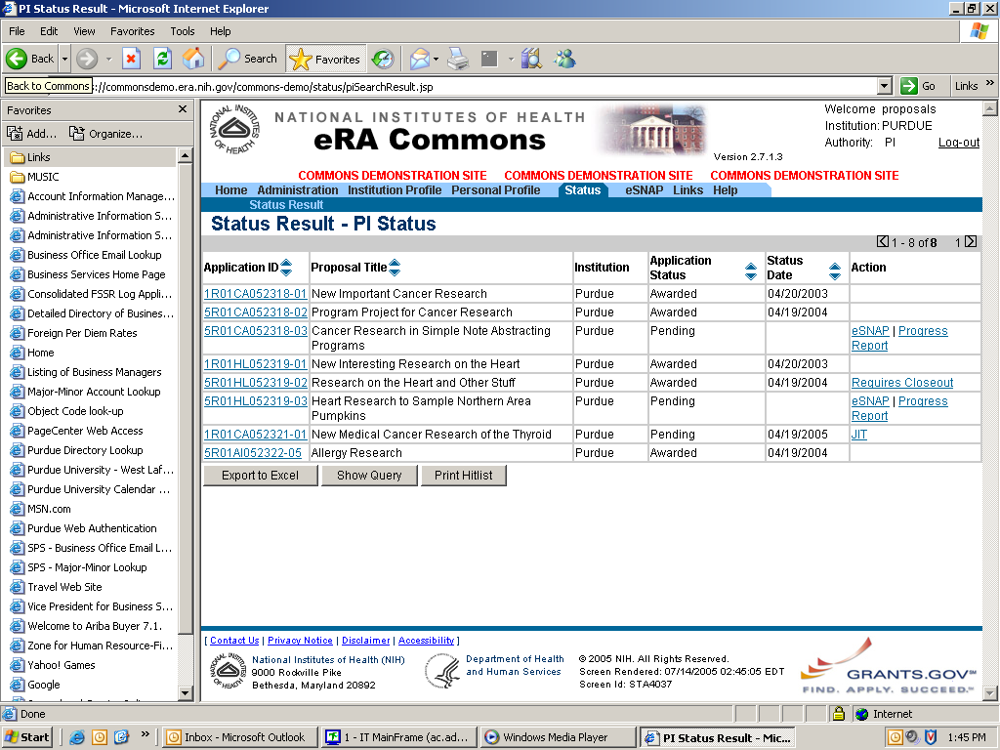 PI Status Result - Microsoft Internet Explorer
File Edit View Favorites Tools Help
Back Search Favorites
Back to Commons ://commonsdemo.era.nih.gov/commons-demo/status/piSearchResult.jsp Go Links »
Favorites
Add... Organize...
Links
MUSIC
Account Information Manage...
Administrative Information S...
Administrative Information S...
Business Office Email Lookup
Business Services Home Page
Consolidated FSSR Log Appli...
Detailed Directory of Busines...
Foreign Per Diem Rates
Home
Listing of Business Managers
Major-Minor Account Lookup
Object Code look-up
PageCenter Web Access
Purdue Directory Lookup
Purdue University - West Laf...
Purdue University Calendar ...
MSN.com
Purdue Web Authentication
SPS - Business Office Email L...
SPS - Major-Minor Lookup
Travel Web Site
Vice President for Business S...
Welcome to Ariba Buyer 7.1.
Zone for Human Resource-Fi...
Yahoo! Games
Google
NATIONAL INSTITUTES OF HEALTH
NATIONAL INSTITUTES OF HEALTH
eRA Commons
Version 2.7.1.3
Welcome proposals
Institution: PURDUE
Authority: PI Log-out
COMMONS DEMONSTRATION SITE COMMONS DEMONSTRATION SITE COMMONS DEMONSTRATION SITE
Home Administration Institution Profile Personal Profile Status eSNAP Links Help
Status Result
Status Result - PI Status
1 - 8 of 8 1
Application ID Proposal Title Institution Application Status Status Date Action
1R01CA052318-01 New Important Cancer Research Purdue Awarded 04/20/2003
5R01CA052318-02 Program Project for Cancer Research Purdue Awarded 04/19/2004
5R01CA052318-03 Cancer Research in Simple Note Abstracting Purdue Pending eSNAP | Progress
Programs Report
1R01HL052319-01 New Interesting Research on the Heart Purdue Awarded 04/20/2003
5R01HL052319-02 Research on the Heart and Other Stuff Purdue Awarded 04/19/2004 Requires Closeout
5R01HL052319-03 Heart Research to Sample Northern Area Purdue Pending eSNAP | Progress
Pumpkins Report
1R01CA052321-01 New Medical Cancer Research of the Thyroid Purdue Pending 04/19/2005 JIT
5R01AI052322-05 Allergy Research Purdue Awarded 04/19/2004
Export to Excel Show Query Print Hitlist
[ Contact Us | Privacy Notice | Disclaimer | Accessibility ]
NATIONAL INSTITUTES OF HEALTH
National Institutes of Health (NIH)
9000 Rockville Pike
Bethesda, Maryland 20892
Department of Health
and Human Services
© 2005 NIH. All Rights Reserved.
Screen Rendered: 07/14/2005 02:45:05 EDT
Screen Id: STA4037
GRANTS.GOV℠
FIND. APPLY. SUCCEED.℠
Done Internet
Start » Inbox - Microsoft Outlook 1 - IT MainFrame (ac.ad... Windows Media Player PI Status Result - Mic... 1:45 PM